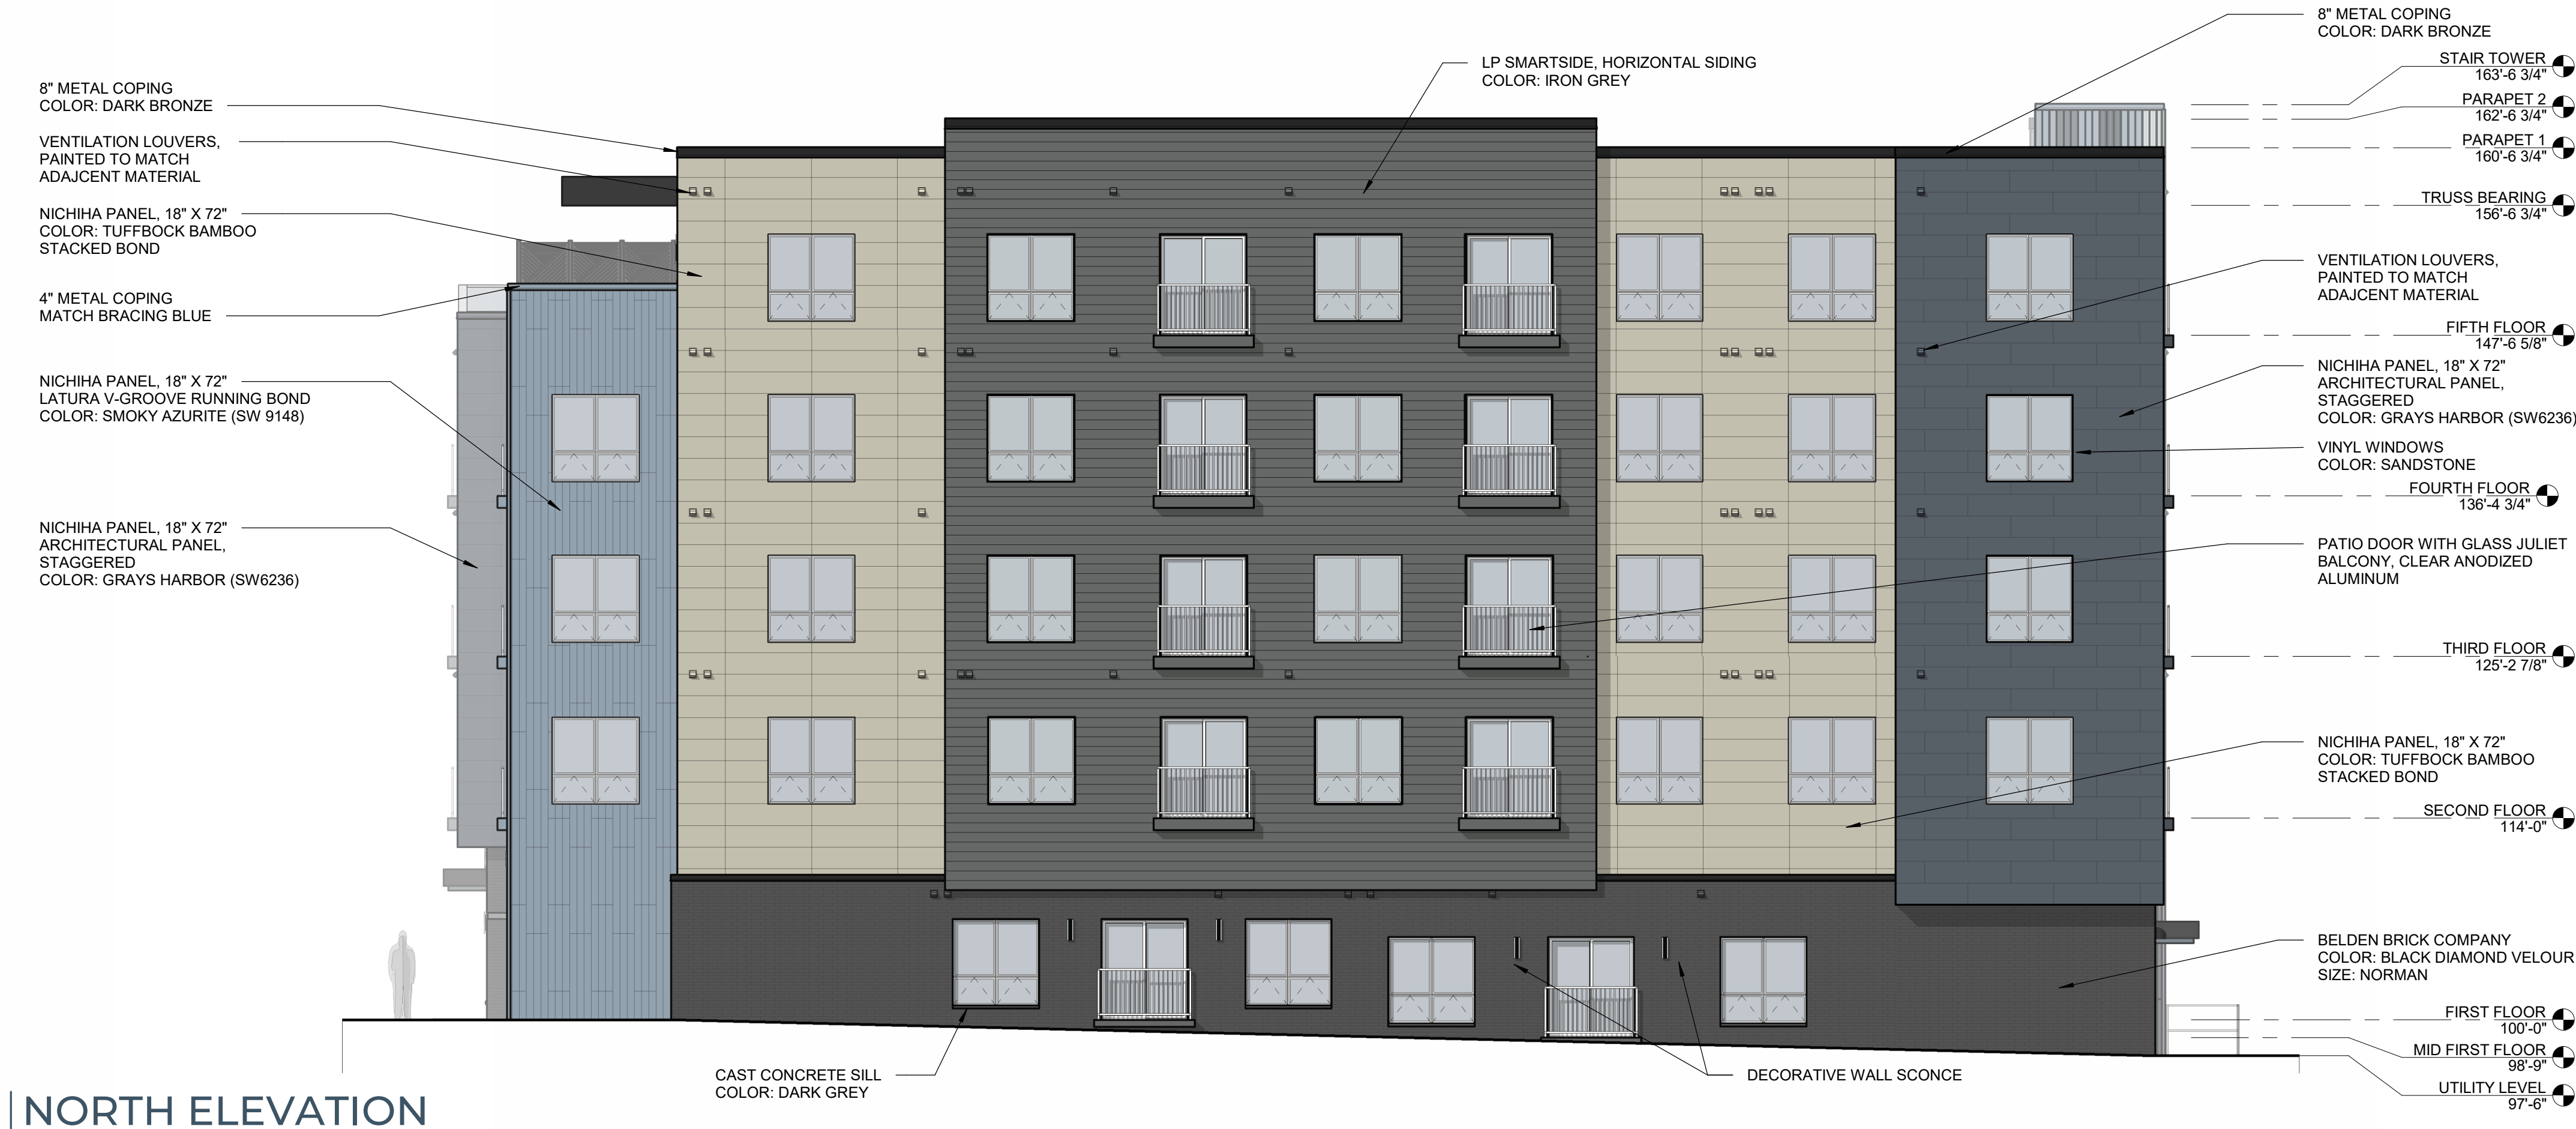 8" METAL COPING
COLOR: DARK BRONZE
VENTILATION LOUVERS,
PAINTED TO MATCH
ADAJCENT MATERIAL
NICHIHA PANEL, 18" X 72"
COLOR: TUFFBOCK BAMBOO
STACKED BOND
4" METAL COPING
MATCH BRACING BLUE
NICHIHA PANEL, 18" X 72"
LATURA V-GROOVE RUNNING BOND
COLOR: SMOKY AZURITE (SW 9148)
NICHIHA PANEL, 18" X 72"
ARCHITECTURAL PANEL,
STAGGERED
COLOR: GRAYS HARBOR (SW6236)
LP SMARTSIDE, HORIZONTAL SIDING
COLOR: IRON GREY
8" METAL COPING
COLOR: DARK BRONZE
STAIR TOWER
163'-6 3/4"
PARAPET 2
162'-6 3/4"
PARAPET 1
160'-6 3/4"
TRUSS BEARING
156'-6 3/4"
VENTILATION LOUVERS,
PAINTED TO MATCH
ADAJCENT MATERIAL
FIFTH FLOOR
147'-6 5/8"
NICHIHA PANEL, 18" X 72"
ARCHITECTURAL PANEL,
STAGGERED
COLOR: GRAYS HARBOR (SW6236)
VINYL WINDOWS
COLOR: SANDSTONE
FOURTH FLOOR
136'-4 3/4"
PATIO DOOR WITH GLASS JULIET
BALCONY, CLEAR ANODIZED
ALUMINUM
THIRD FLOOR
125'-2 7/8"
NICHIHA PANEL, 18" X 72"
COLOR: TUFFBOCK BAMBOO
STACKED BOND
SECOND FLOOR
114'-0"
BELDEN BRICK COMPANY
COLOR: BLACK DIAMOND VELOUR
SIZE: NORMAN
FIRST FLOOR
100'-0"
MID FIRST FLOOR
98'-9"
UTILITY LEVEL
97'-6"
CAST CONCRETE SILL
COLOR: DARK GREY
DECORATIVE WALL SCONCE
NORTH ELEVATION